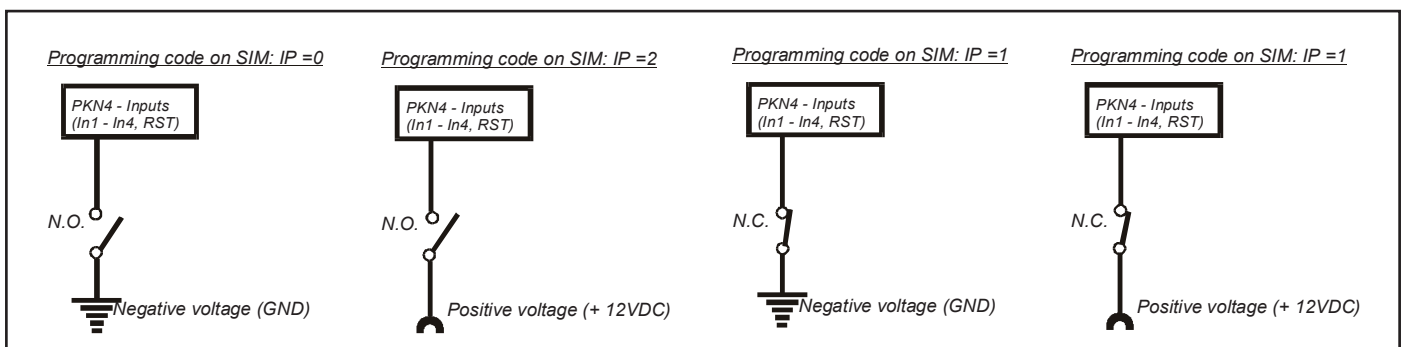 Programming code on SIM: IP =0
PKN4 - Inputs
(In1 - In4, RST)
N.O.
Negative voltage (GND)
Programming code on SIM: IP =2
PKN4 - Inputs
(In1 - In4, RST)
N.O.
Positive voltage (+ 12VDC)
Programming code on SIM: IP =1
PKN4 - Inputs
(In1 - In4, RST)
N.C.
Negative voltage (GND)
Programming code on SIM: IP =1
PKN4 - Inputs
(In1 - In4, RST)
N.C.
Positive voltage (+ 12VDC)